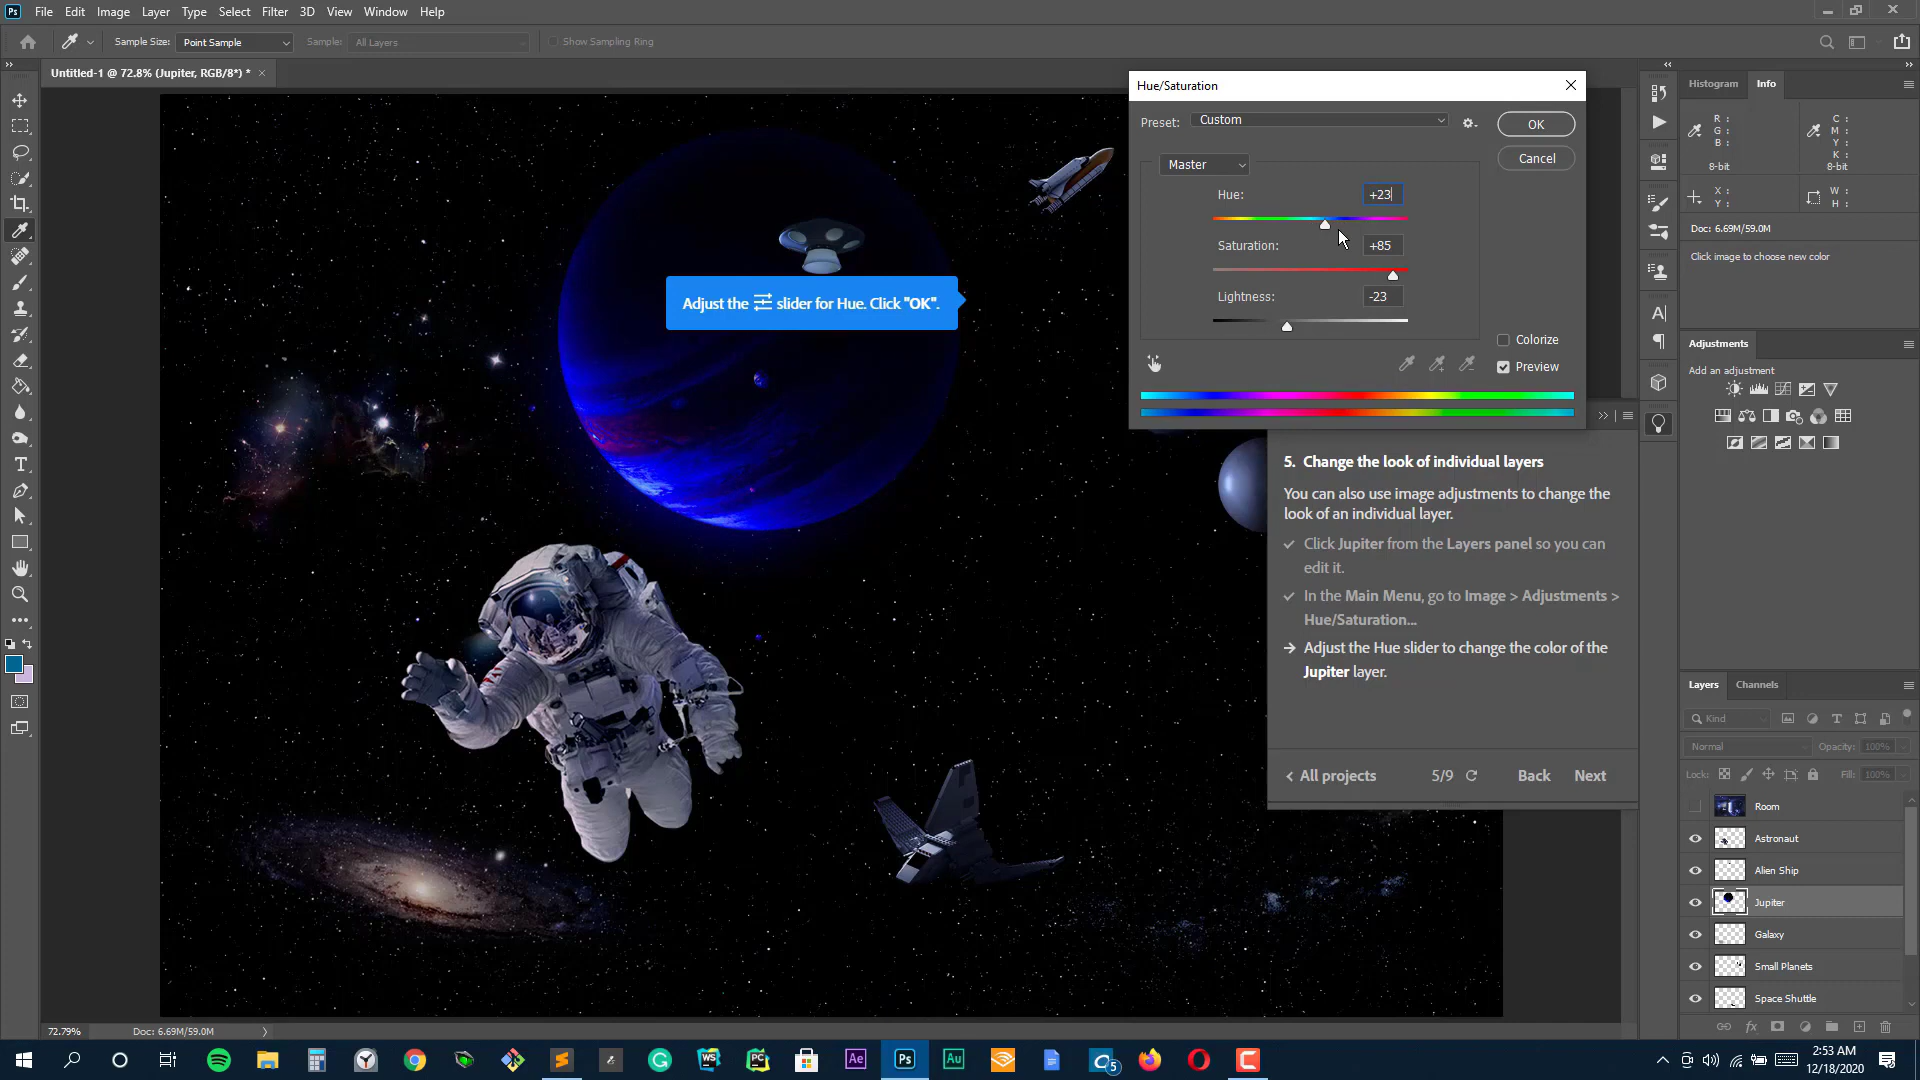 Ps File Edit Image Layer Type Select Filter 3D View Window Help
Sample Size: Point Sample Sample: All Layers Show Sampling Ring
Untitled-1 @ 72.8% (Jupiter, RGB/8*) * ×
Hue/Saturation
Preset: Custom
OK
Cancel
Master
Hue: +23
Saturation: +85
Lightness: -23
Colorize
Preview
Adjust the slider for Hue. Click "OK".
5. Change the look of individual layers
You can also use image adjustments to change the
look of an individual layer.
Click Jupiter from the Layers panel so you can
edit it.
In the Main Menu, go to Image > Adjustments >
Hue/Saturation...
Adjust the Hue slider to change the color of the
Jupiter layer.
All projects 5/9 Back Next
Histogram Info
R : C :
G : M :
B : Y :
K :
8-bit 8-bit
X : W :
Y : H :
Doc: 6.69M/59.0M
Click image to choose new color
Adjustments
Add an adjustment
Layers Channels
Kind
Normal Opacity: 100%
Lock: Fill: 100%
Room
Astronaut
Alien Ship
Jupiter
Galaxy
Small Planets
Space Shuttle
fx
72.79% Doc: 6.69M/59.0M
WS PC Ae Ps Au 5
2:53 AM
12/18/2020